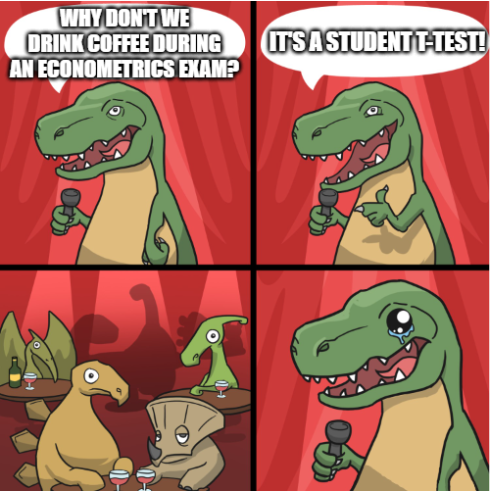 WHY DON'T WE
DRINK COFFEE DURING
AN ECONOMETRICS EXAM?
IT'S A STUDENT T-TEST!